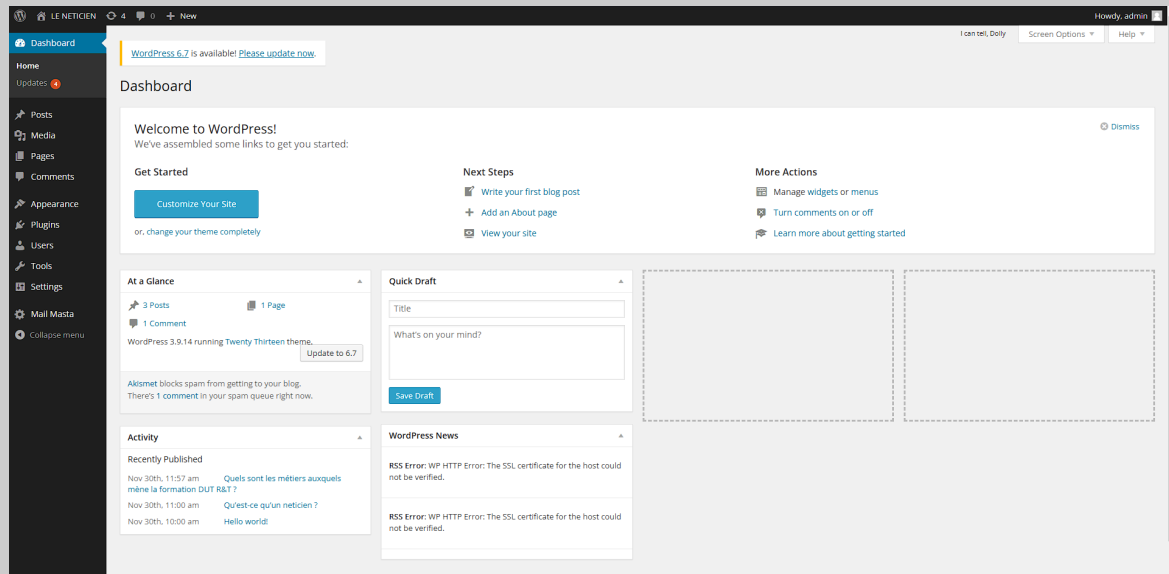 LE NETICIEN 4 0 + New Howdy, admin
Dashboard
Home
Updates 4
Posts
Media
Pages
Comments
Appearance
Plugins
Users
Tools
Settings
Mail Masta
Collapse menu
I can tell, Dolly Screen Options ▼ Help ▼
WordPress 6.7 is available! Please update now.
Dashboard
Welcome to WordPress!
Dismiss
We've assembled some links to get you started:
Get Started
Customize Your Site
or, change your theme completely
Next Steps
Write your first blog post
Add an About page
View your site
More Actions
Manage widgets or menus
Turn comments on or off
Learn more about getting started
At a Glance
3 Posts 1 Page
1 Comment
WordPress 3.9.14 running Twenty Thirteen theme.
Update to 6.7
Akismet blocks spam from getting to your blog.
There's 1 comment in your spam queue right now.
Activity
Recently Published
Nov 30th, 11:57 am Quels sont les métiers auxquels
mène la formation DUT R&T ?
Nov 30th, 11:00 am Qu'est-ce qu'un neticien ?
Nov 30th, 10:00 am Hello world!
Quick Draft
Title
What's on your mind?
Save Draft
WordPress News
RSS Error: WP HTTP Error: The SSL certificate for the host could
not be verified.
RSS Error: WP HTTP Error: The SSL certificate for the host could
not be verified.